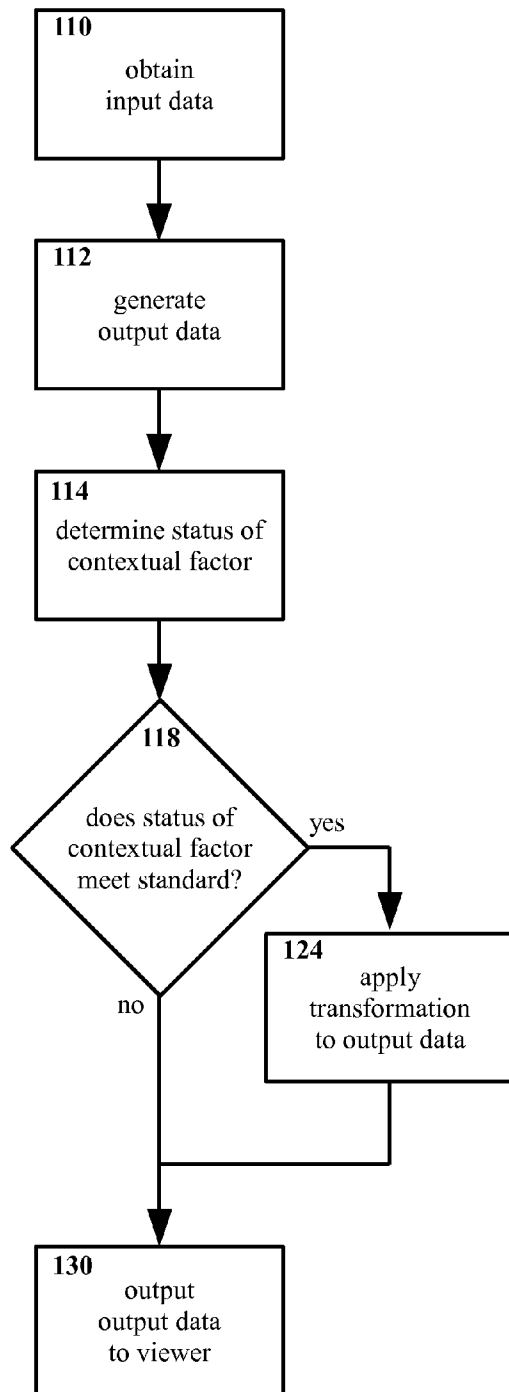 110
obtain
input data
112
generate
output data
114
determine status of
contextual factor
118
does status of
contextual factor
meet standard?
yes
no
124
apply
transformation
to output data
130
output
output data
to viewer